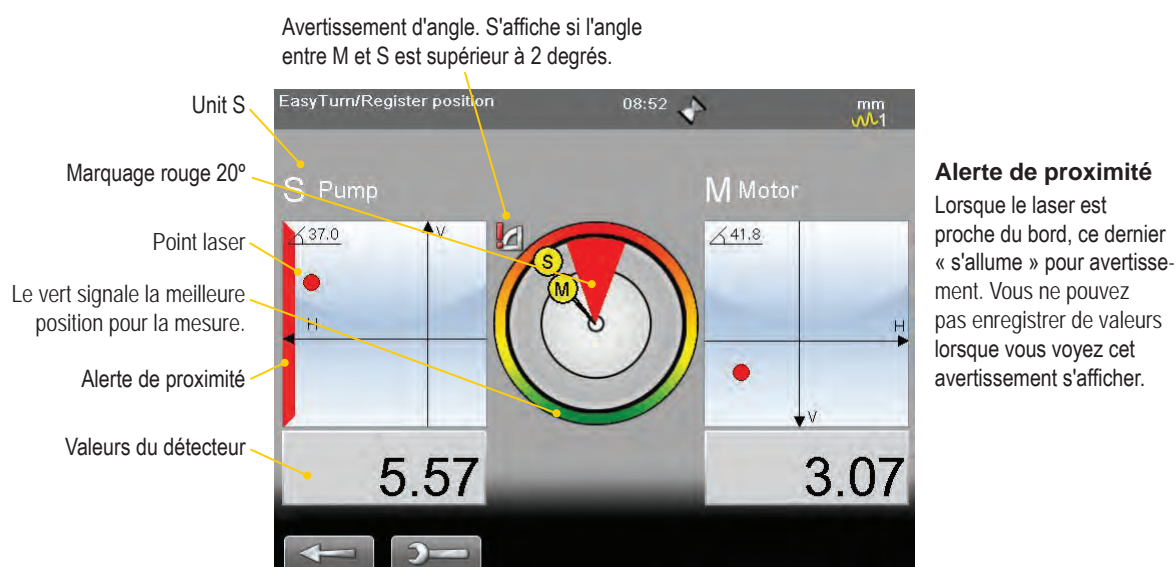 Avertissement d'angle. S'affiche si l'angle
entre M et S est supérieur à 2 degrés.
Unit S
Marquage rouge 20º
Point laser
Le vert signale la meilleure
position pour la mesure.
Alerte de proximité
Valeurs du détecteur
EasyTurn/Register position
08:52
mm
1
S Pump
M Motor
37.0
V
H
S
M
41.8
H
V
5.57
3.07
Alerte de proximité
Lorsque le laser est
proche du bord, ce dernier
« s'allume » pour avertisse-
ment. Vous ne pouvez
pas enregistrer de valeurs
lorsque vous voyez cet
avertissement s'afficher.